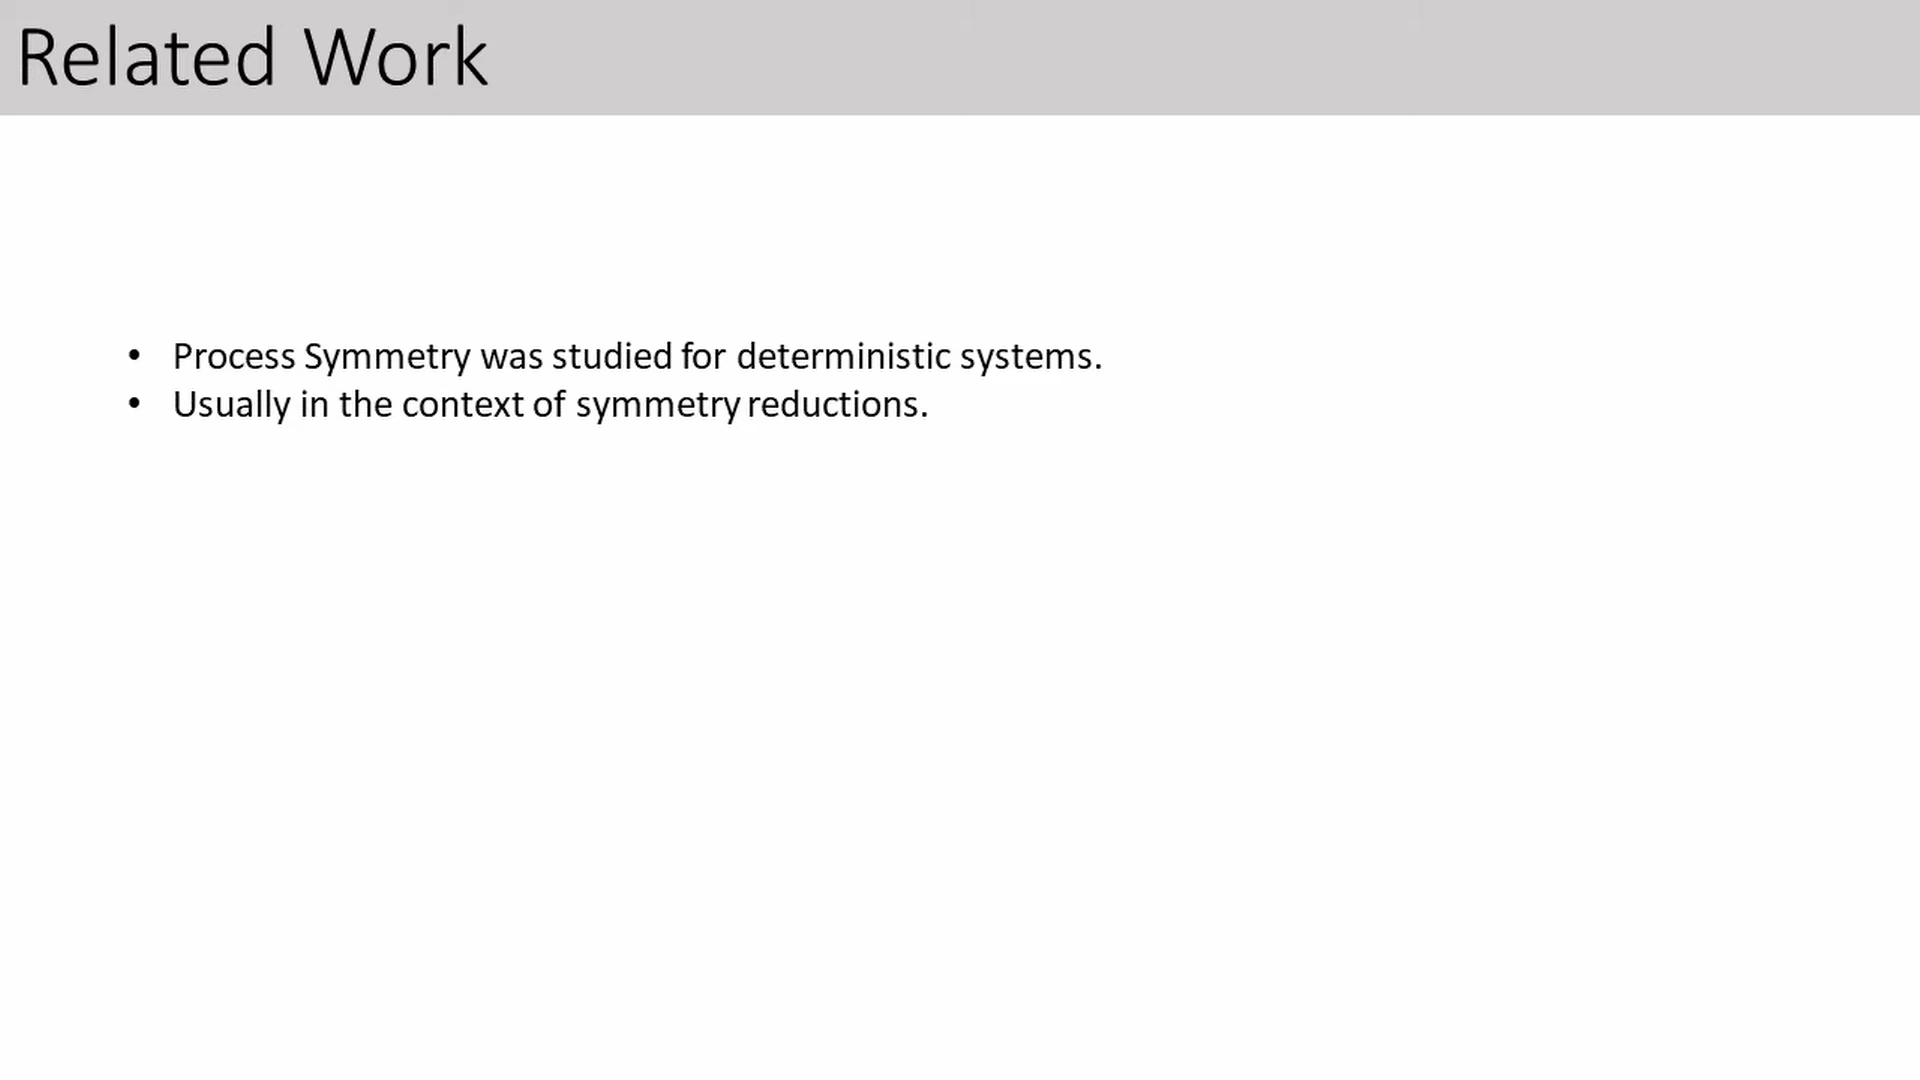 Related Work
• Process Symmetry was studied for deterministic systems.
• Usually in the context of symmetry reductions.